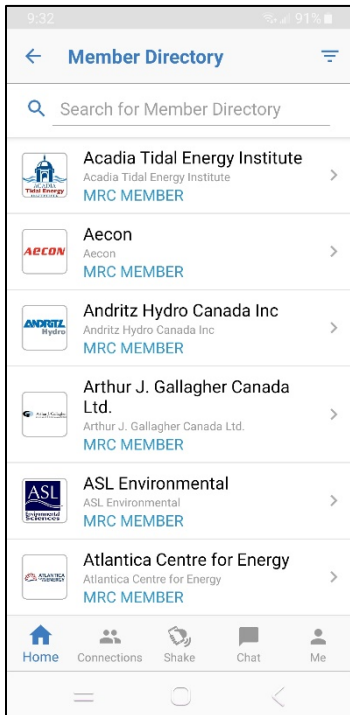 9:32
91%
Member Directory
Search for Member Directory
Acadia Tidal Energy Institute
Acadia Tidal Energy Institute
MRC MEMBER
ACADIA
Tidal Energy
Aecon
Aecon
MRC MEMBER
AECON
Andritz Hydro Canada Inc
Andritz Hydro Canada Inc
MRC MEMBER
ANDRITZ
Hydro
Arthur J. Gallagher Canada
Ltd.
Arthur J. Gallagher Canada Ltd.
MRC MEMBER
ASL Environmental
ASL Environmental
MRC MEMBER
ASL
Environmental
Sciences
Atlantica Centre for Energy
Atlantica Centre for Energy
MRC MEMBER
ATLANTICA
Home
Connections
Shake
Chat
Me